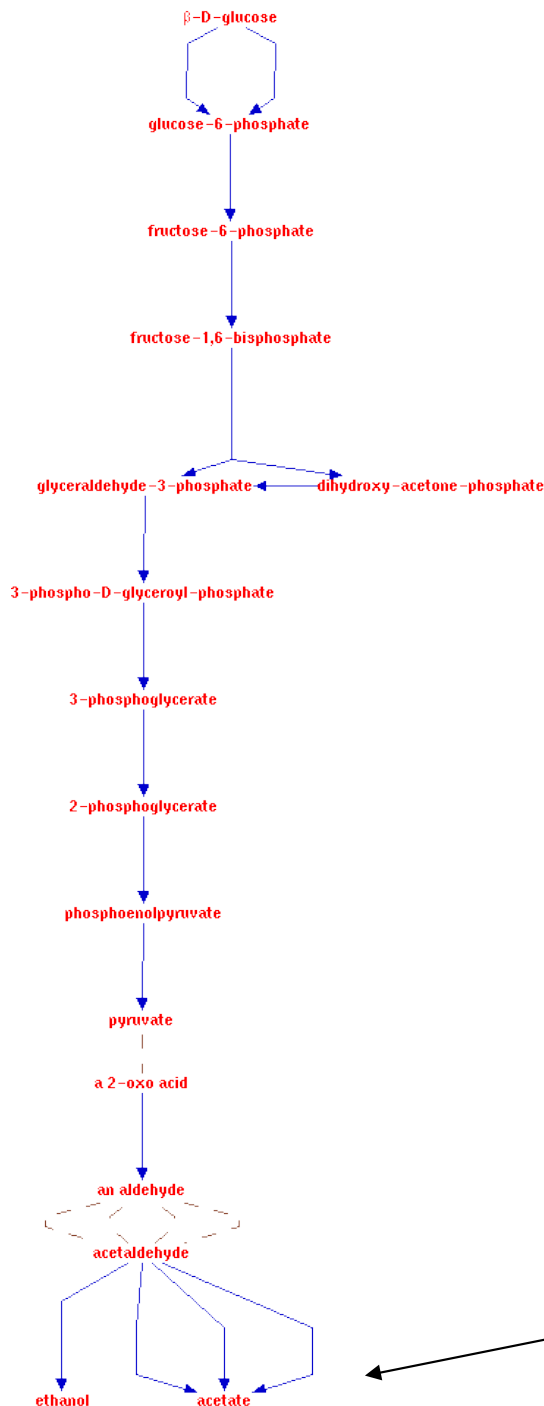 β-D-glucose
glucose-6-phosphate
fructose-6-phosphate
fructose-1,6-bisphosphate
glyceraldehyde-3-phosphate
dihydroxy-acetone-phosphate
3-phospho-D-glyceroyl-phosphate
3-phosphoglycerate
2-phosphoglycerate
phosphoenolpyruvate
pyruvate
a 2-oxo acid
an aldehyde
acetaldehyde
ethanol
acetate